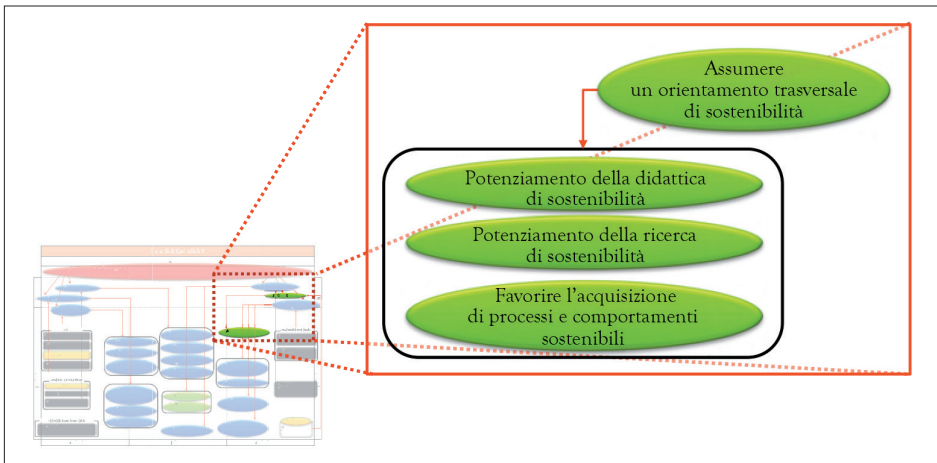 Assumere
un orientamento trasversale
di sostenibilità
Potenziamento della didattica
di sostenibilità
Potenziamento della ricerca
di sostenibilità
Favorire l'acquisizione
di processi e comportamenti
sostenibili